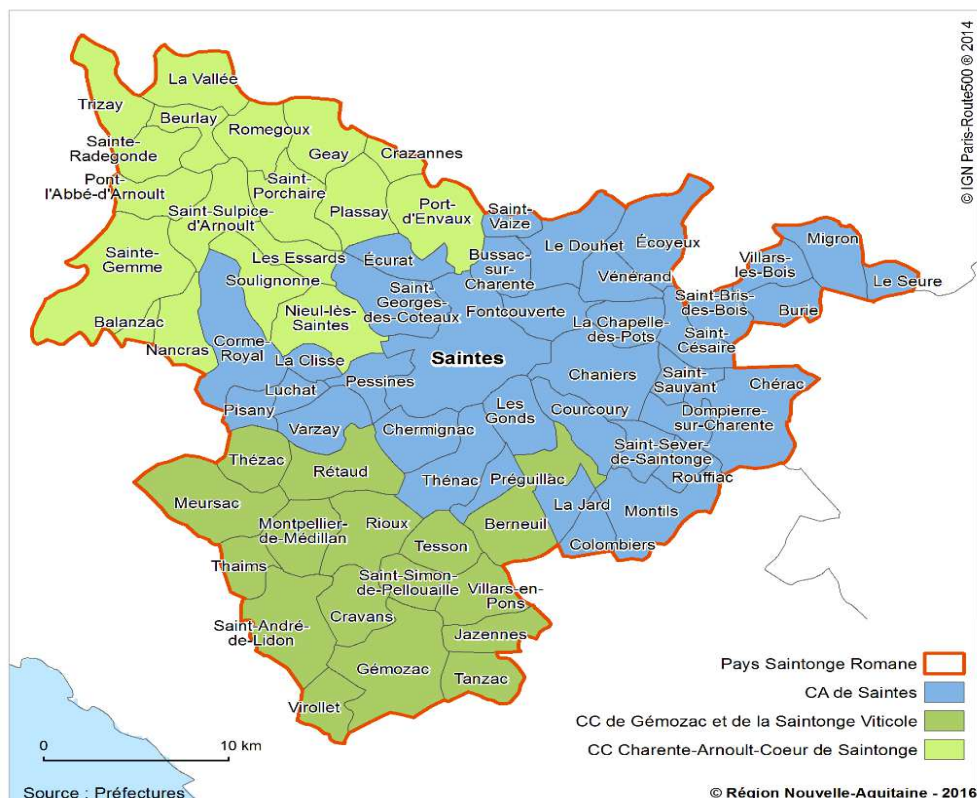 © IGN Paris-Route500 ® 2014
La Vallée
Trizay
Beurlay
Romegoux
Sainte-
Radegonde
Geay
Crazannes
Pont-
l'Abbé-d'Arnoult
Saint-
Porchaire
Saint-Sulpice-
d'Arnoult
Plassay
Port-
d'Envaux
Saint-
Vaize
Le Douhet
Écoyeux
Migron
Villars-
les-Bois
Le Seure
Sainte-
Gemme
Les Essards
Écurat
Bussac-
sur-
Charente
Vénérand
Soulignonne
Saint-
Georges-
des-Coteaux
Fontcouverte
Saint-Bris-
des-Bois
Burie
Nieul-lès-
Saintes
La Chapelle-
des-Pots
Saint-
Césaire
Balanzac
Nancras
Corme-
Royal
La Clisse
Saintes
Chaniers
Saint-
Sauvant
Chérac
Luchat
Pessines
Pisany
Varzay
Chermignac
Les
Gonds
Courcoury
Dompierre-
sur-Charente
Saint-Sever-
de-Saintonge
Rouffiac
Thézac
Rétaud
Thénac
Préguillac
La Jard
Montils
Meursac
Montpellier-
de-Médillan
Rioux
Berneuil
Colombiers
Tesson
Thaims
Saint-Simon-
de-Pellouaille
Villars-en-
Pons
Saint-André-
de-Lidon
Cravans
Jazennes
Gémozac
Tanzac
Virollet
Pays Saintonge Romane
CA de Saintes
CC de Gémozac et de la Saintonge Viticole
CC Charente-Arnoult-Coeur de Saintonge
0 10 km
Source : Préfectures
© Région Nouvelle-Aquitaine - 2016